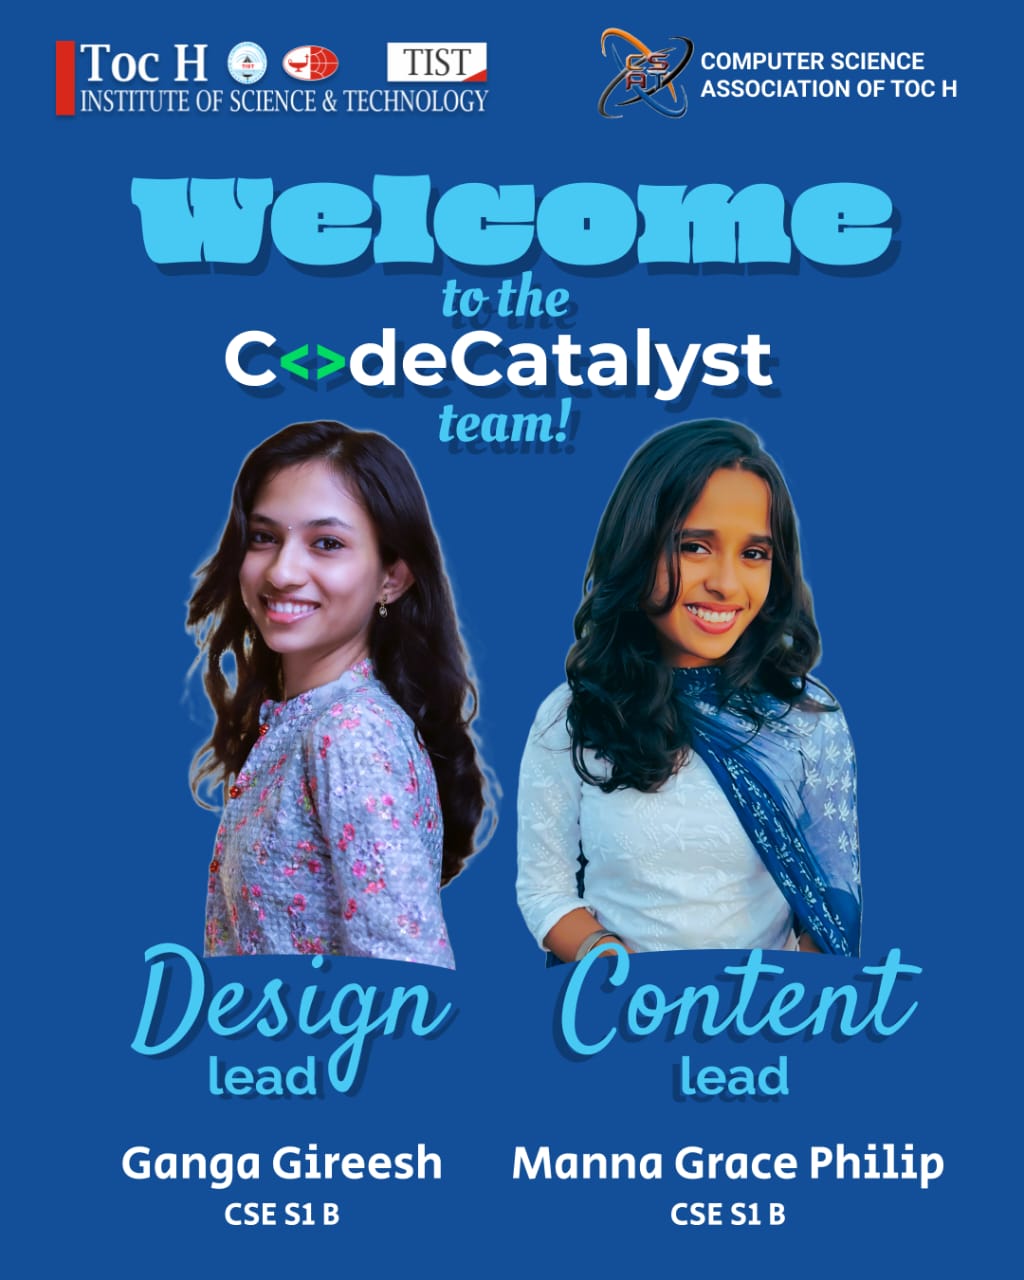 Toc H TIST
INSTITUTE OF SCIENCE & TECHNOLOGY
CSAT
COMPUTER SCIENCE
ASSOCIATION OF TOC H
Welcome
to the
C<>deCatalyst
team!
Design
lead
Content
lead
Ganga Gireesh
CSE S1 B
Manna Grace Philip
CSE S1 B